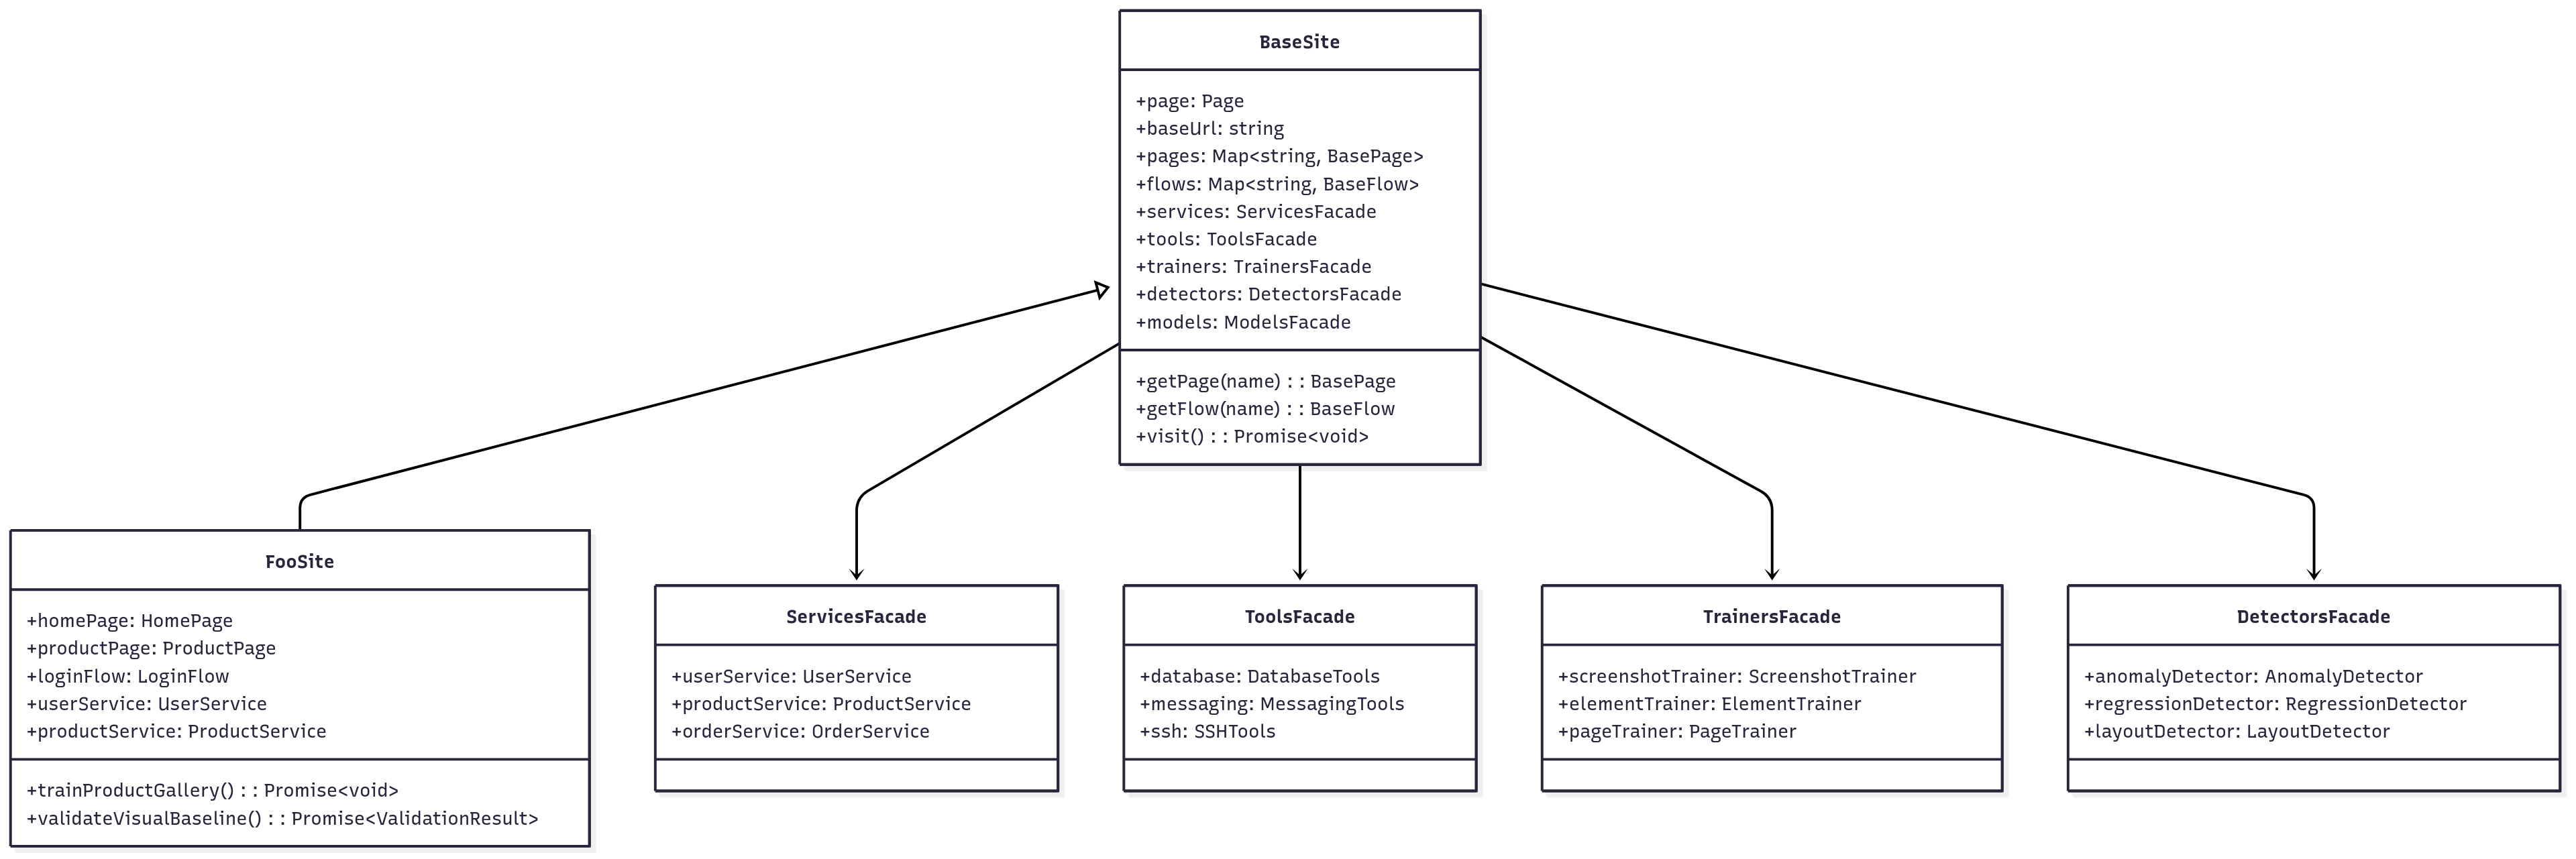 BaseSite
+page: Page
+baseUrl: string
+pages: Map<string, BasePage>
+flows: Map<string, BaseFlow>
+services: ServicesFacade
+tools: ToolsFacade
+trainers: TrainersFacade
+detectors: DetectorsFacade
+models: ModelsFacade
+getPage(name) : : BasePage
+getFlow(name) : : BaseFlow
+visit() : : Promise<void>
FooSite
+homePage: HomePage
+productPage: ProductPage
+loginFlow: LoginFlow
+userService: UserService
+productService: ProductService
+trainProductGallery() : : Promise<void>
+validateVisualBaseline() : : Promise<ValidationResult>
ServicesFacade
+userService: UserService
+productService: ProductService
+orderService: OrderService
ToolsFacade
+database: DatabaseTools
+messaging: MessagingTools
+ssh: SSHTools
TrainersFacade
+screenshotTrainer: ScreenshotTrainer
+elementTrainer: ElementTrainer
+pageTrainer: PageTrainer
DetectorsFacade
+anomalyDetector: AnomalyDetector
+regressionDetector: RegressionDetector
+layoutDetector: LayoutDetector